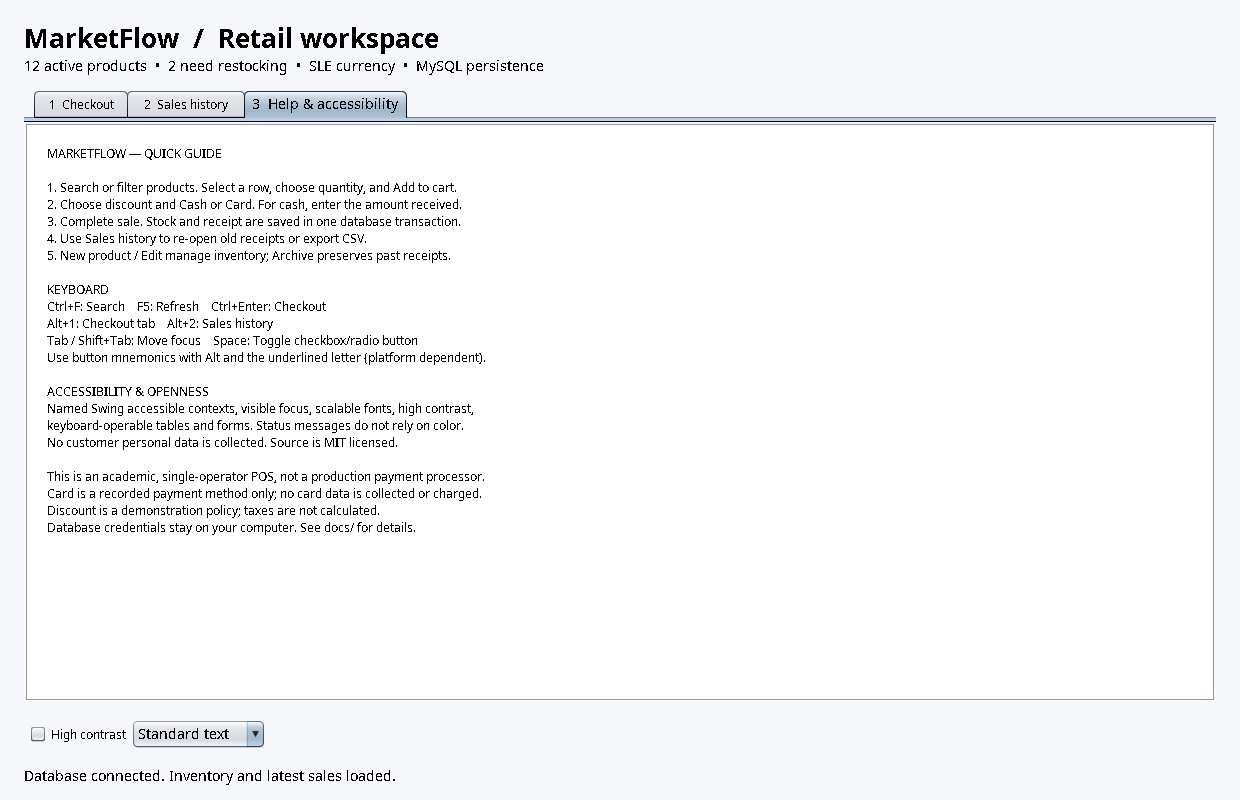 MarketFlow / Retail workspace
12 active products • 2 need restocking • SLE currency • MySQL persistence
1 Checkout
2 Sales history
3 Help & accessibility
MARKETFLOW — QUICK GUIDE
1. Search or filter products. Select a row, choose quantity, and Add to cart.
2. Choose discount and Cash or Card. For cash, enter the amount received.
3. Complete sale. Stock and receipt are saved in one database transaction.
4. Use Sales history to re-open old receipts or export CSV.
5. New product / Edit manage inventory; Archive preserves past receipts.
KEYBOARD
Ctrl+F: Search F5: Refresh Ctrl+Enter: Checkout
Alt+1: Checkout tab Alt+2: Sales history
Tab / Shift+Tab: Move focus Space: Toggle checkbox/radio button
Use button mnemonics with Alt and the underlined letter (platform dependent).
ACCESSIBILITY & OPENNESS
Named Swing accessible contexts, visible focus, scalable fonts, high contrast,
keyboard-operable tables and forms. Status messages do not rely on color.
No customer personal data is collected. Source is MIT licensed.
This is an academic, single-operator POS, not a production payment processor.
Card is a recorded payment method only; no card data is collected or charged.
Discount is a demonstration policy; taxes are not calculated.
Database credentials stay on your computer. See docs/ for details.
High contrast
Standard text
Database connected. Inventory and latest sales loaded.